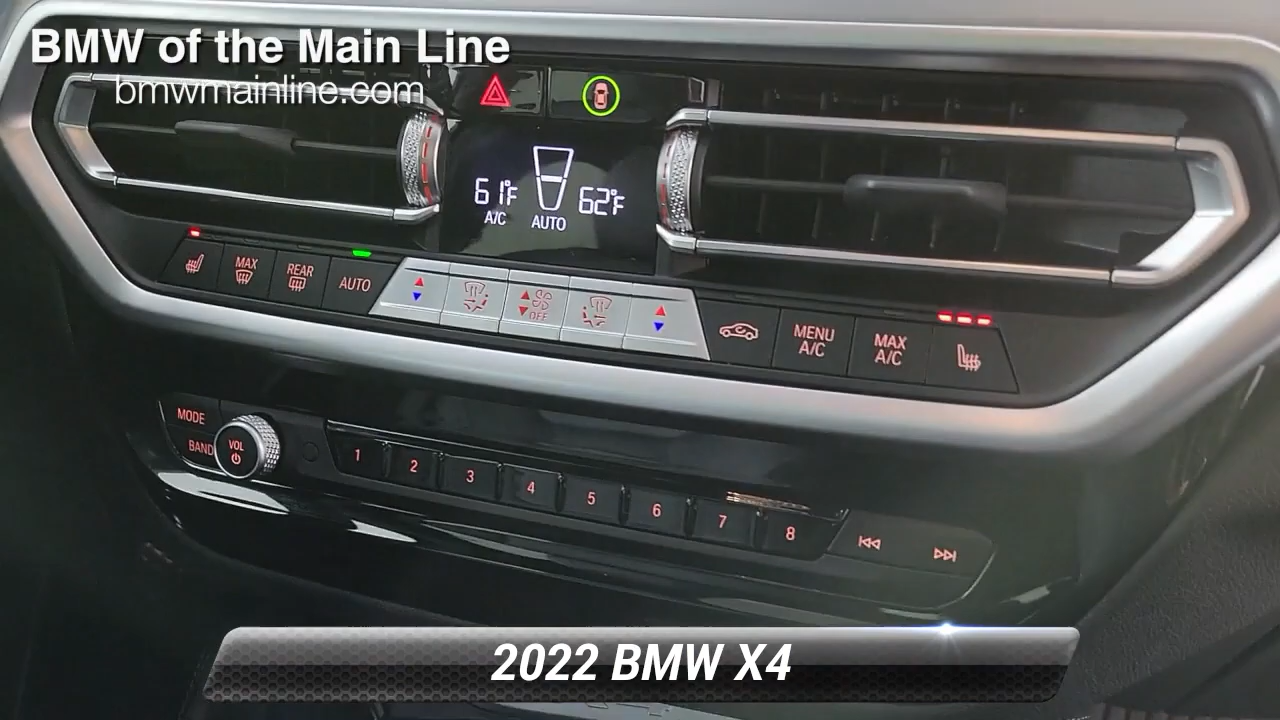 BMW of the Main Line
bmwmainline.com
61°F 62°F
A/C AUTO
MAX REAR AUTO
OFF
MENU A/C
MAX A/C
MODE
BAND
VOL
1 2 3 4 5 6 7 8
2022 BMW X4